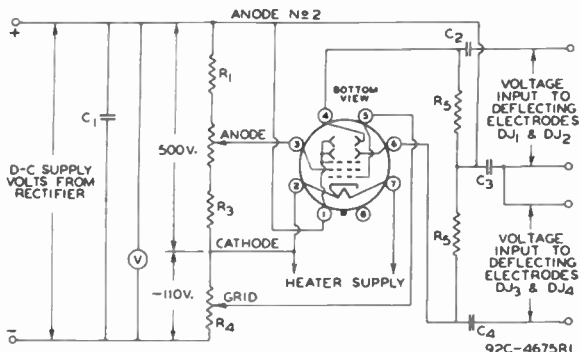 ANODE Nº2
+
C2
R1
BOTTOM
VIEW
4
5
VOLTAGE
INPUT TO
DEFLECTING
ELECTRODES
DJ1 & DJ2
R5
C1
ANODE
3
6
500V.
D-C SUPPLY
VOLTS FROM
RECTIFIER
C3
2
7
R3
1
8
CATHODE
R5
VOLTAGE
INPUT TO
DEFLECTING
ELECTRODES
DJ3 & DJ4
V
HEATER SUPPLY
-110V.
GRID
R4
C4
92C-4675R1